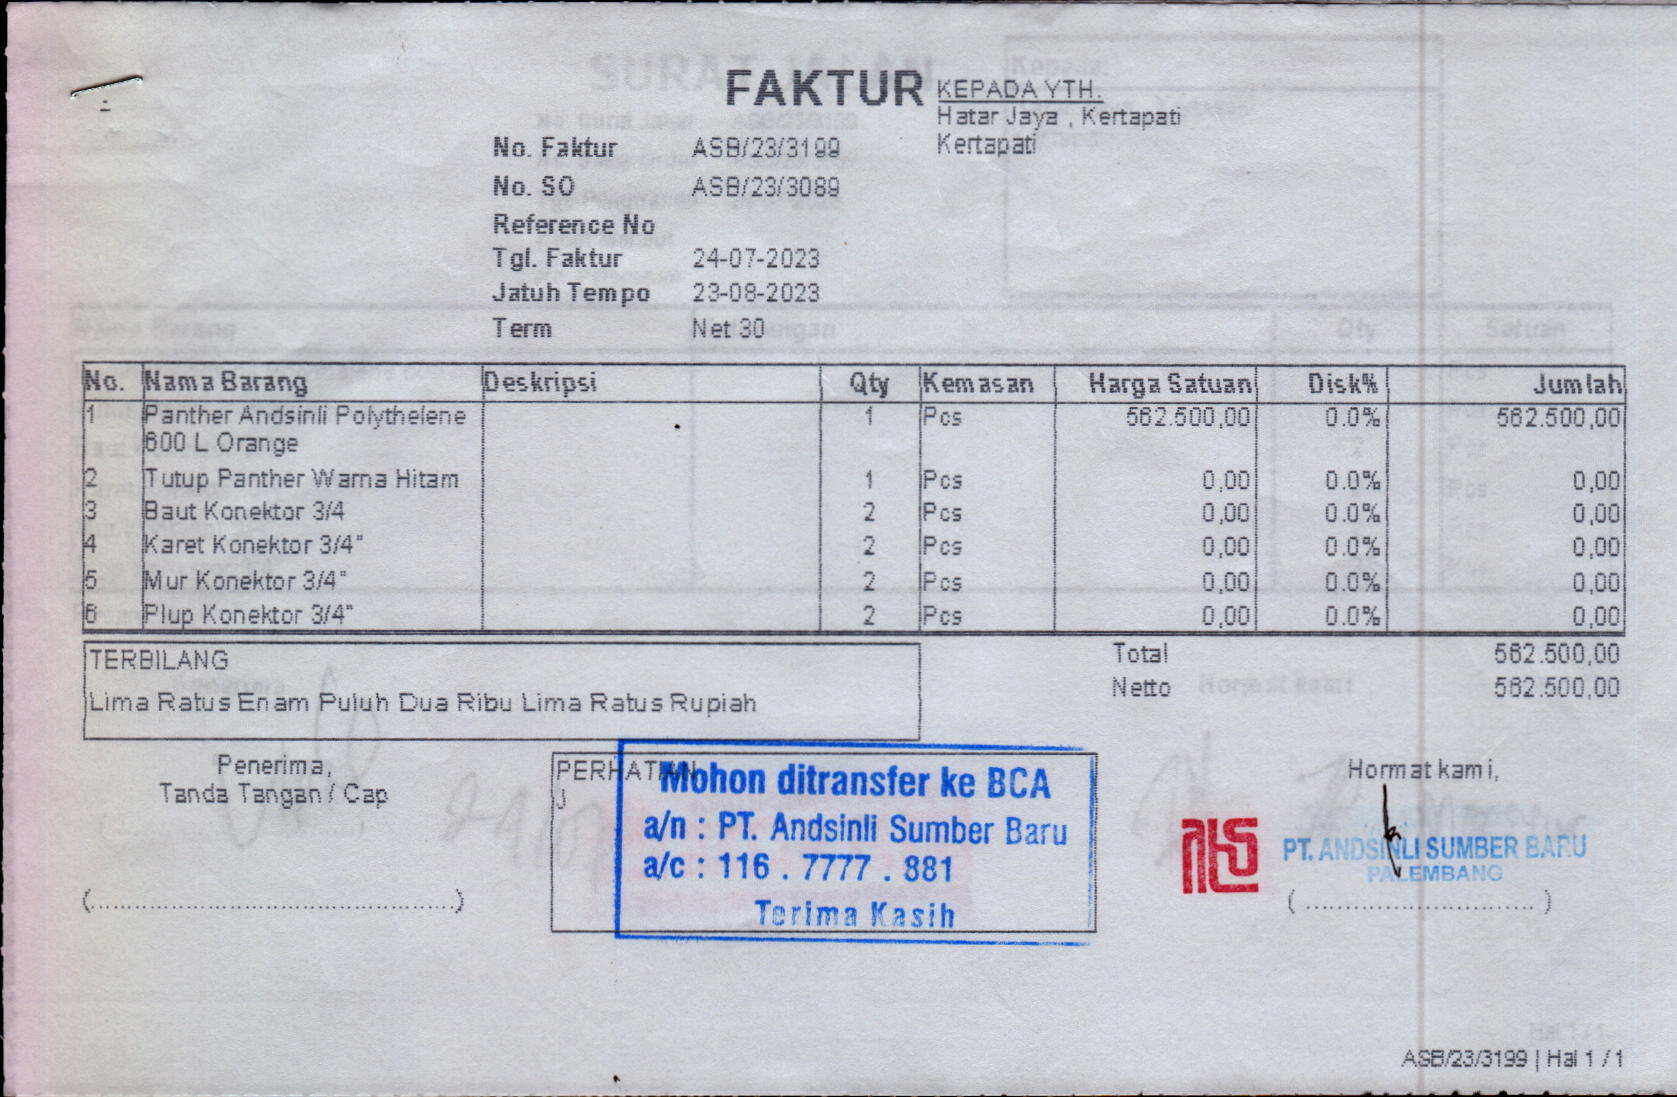 FAKTUR
KEPADA YTH.
Hatar Jaya , Kertapati
Kertapati
No. Faktur ASB/23/3199
No. SO ASB/23/3089
Reference No
Tgl. Faktur 24-07-2023
Jatuh Tempo 23-08-2023
Term Net 30
No. Nama Barang Deskripsi Qty Kemasan Harga Satuan Disk% Jumlah
1 Panther Andsinli Polythelene 1 Pcs 562.500,00 0.0% 562.500,00
600 L Orange
2 Tutup Panther Warna Hitam 1 Pcs 0,00 0.0% 0,00
3 Baut Konektor 3/4 2 Pcs 0,00 0.0% 0,00
4 Karet Konektor 3/4" 2 Pcs 0,00 0.0% 0,00
5 Mur Konektor 3/4" 2 Pcs 0,00 0.0% 0,00
6 Plup Konektor 3/4" 2 Pcs 0,00 0.0% 0,00
TERBILANG
Lima Ratus Enam Puluh Dua Ribu Lima Ratus Rupiah
Total 562.500,00
Netto 562.500,00
Penerima,
Tanda Tangan / Cap
(..............................................)
PERHATIAN
Mohon ditransfer ke BCA
a/n : PT. Andsinli Sumber Baru
a/c : 116 . 7777 . 881
Terima Kasih
Hormat kami,
PT. ANDSINLI SUMBER BARU
PALEMBANG
( ............................. )
ASB/23/3199 | Hal 1 / 1